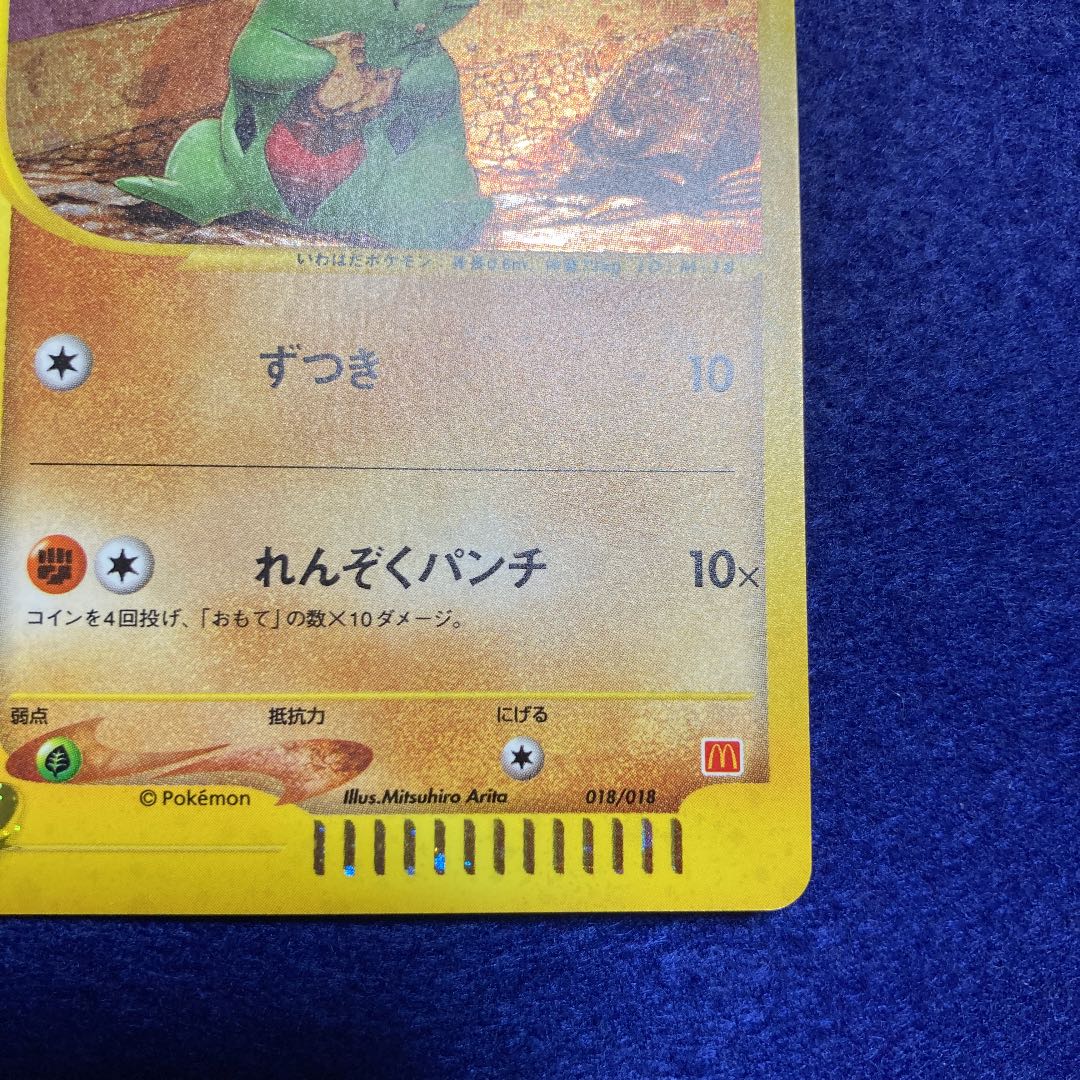 いわはだポケモン
ずつき 10
れんぞくパンチ 10×
コインを4回投げ、「おもて」の数×10ダメージ。
弱点 抵抗力 にげる
© Pokémon Illus.Mitsuhiro Arita 018/018